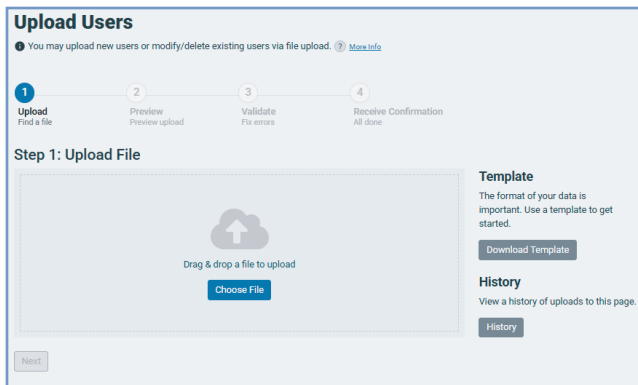 Upload Users
You may upload new users or modify/delete existing users via file upload. ? More Info
1 2 3 4
Upload Preview Validate Receive Confirmation
Find a file Preview upload Fix errors All done
Step 1: Upload File
Drag & drop a file to upload
Choose File
Template
The format of your data is
important. Use a template to get
started.
Download Template
History
View a history of uploads to this page.
History
Next